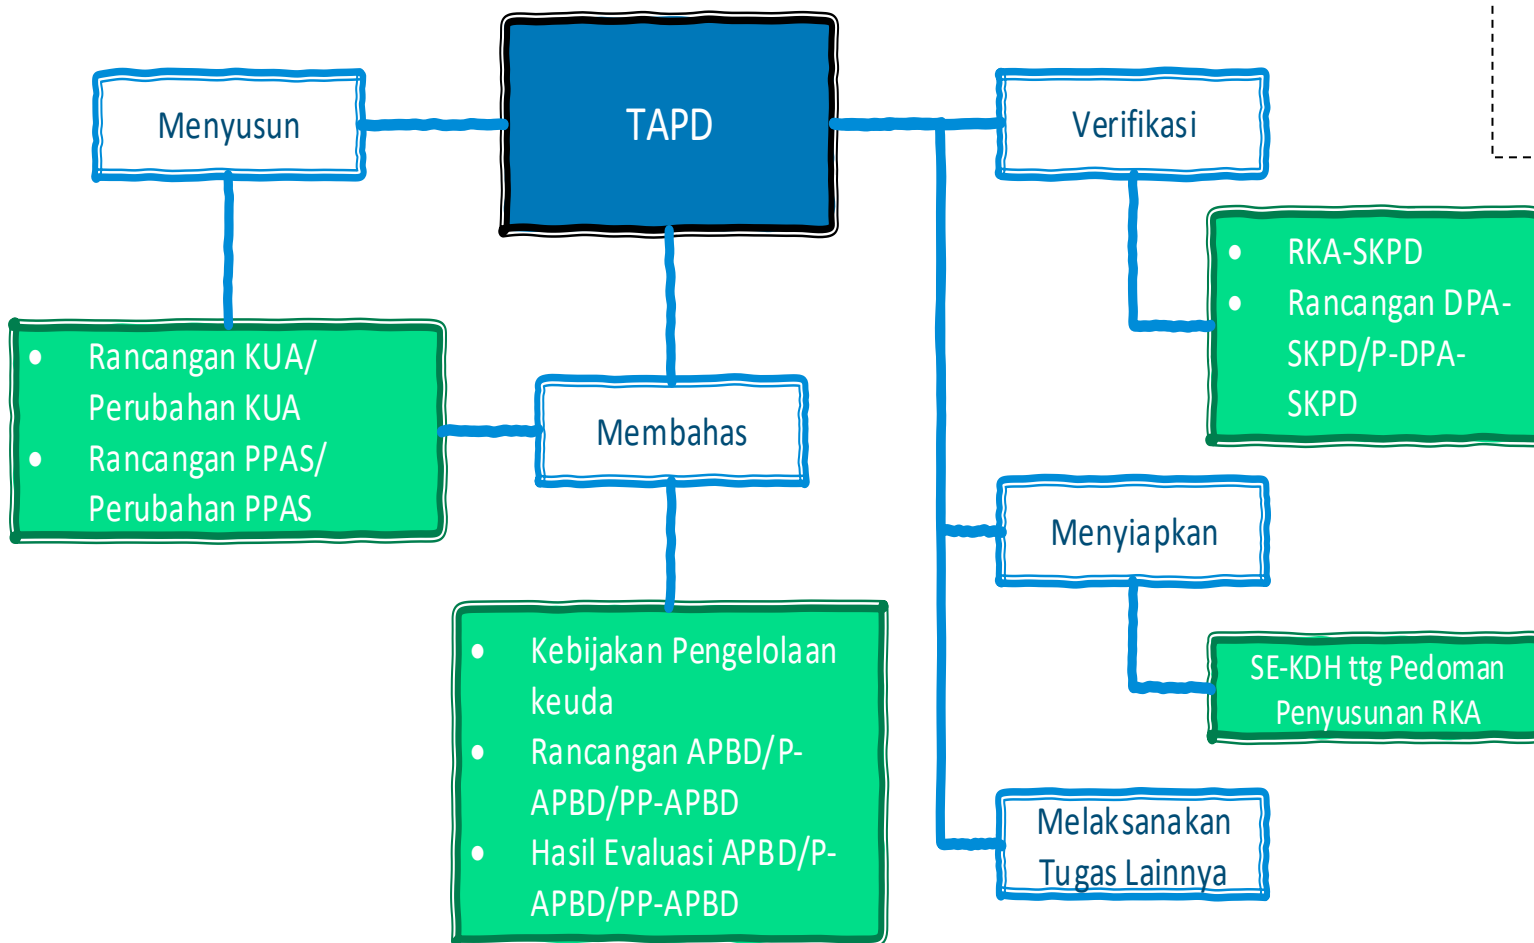 TAPD
Menyusun
• Rancangan KUA/
Perubahan KUA
• Rancangan PPAS/
Perubahan PPAS
Membahas
• Kebijakan Pengelolaan
keuda
• Rancangan APBD/P-
APBD/PP-APBD
• Hasil Evaluasi APBD/P-
APBD/PP-APBD
Verifikasi
• RKA-SKPD
• Rancangan DPA-
SKPD/P-DPA-
SKPD
Menyiapkan
SE-KDH ttg Pedoman
Penyusunan RKA
Melaksanakan
Tugas Lainnya